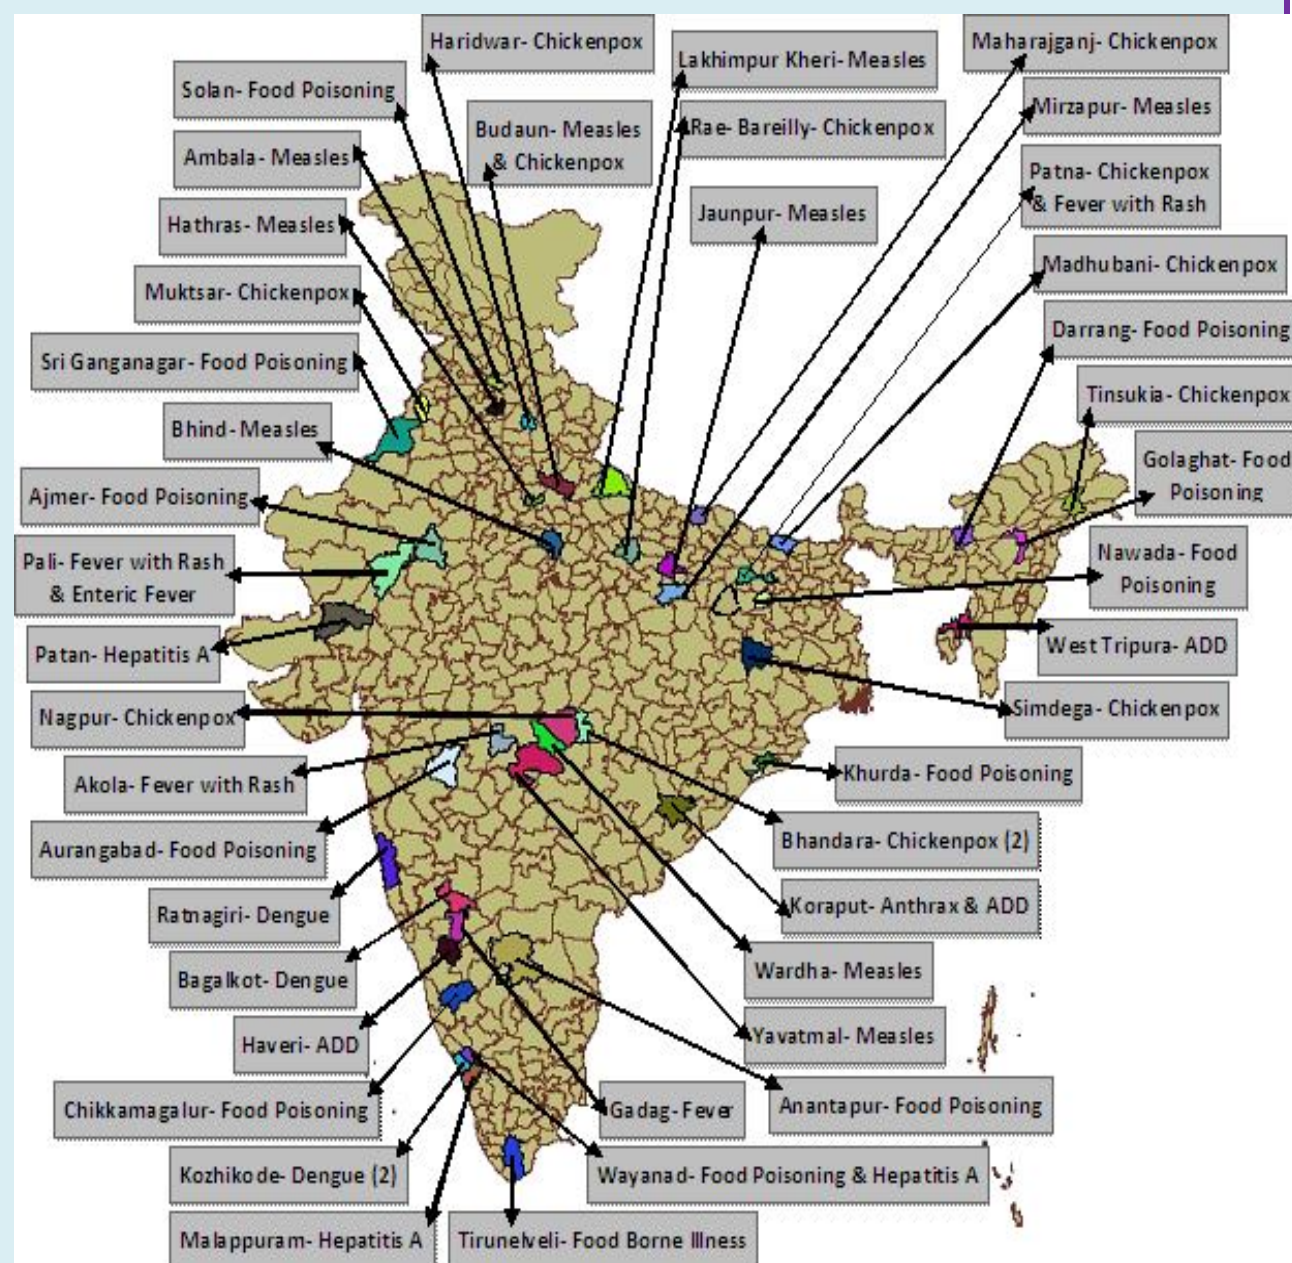 Haridwar- Chickenpox
Lakhimpur Kheri- Measles
Maharajganj- Chickenpox
Solan- Food Poisoning
Budaun- Measles
& Chickenpox
Rae- Bareilly- Chickenpox
Mirzapur- Measles
Ambala- Measles
Patna- Chickenpox
& Fever with Rash
Hathras- Measles
Jaunpur- Measles
Muktsar- Chickenpox
Madhubani- Chickenpox
Sri Ganganagar- Food Poisoning
Darrang- Food Poisoning
Bhind- Measles
Tinsukia- Chickenpox
Ajmer- Food Poisoning
Golaghat- Food
Poisoning
Pali- Fever with Rash
& Enteric Fever
Nawada- Food
Poisoning
Patan- Hepatitis A
West Tripura- ADD
Nagpur- Chickenpox
Simdega- Chickenpox
Akola- Fever with Rash
Khurda- Food Poisoning
Aurangabad- Food Poisoning
Bhandara- Chickenpox (2)
Ratnagiri- Dengue
Koraput- Anthrax & ADD
Bagalkot- Dengue
Wardha- Measles
Haveri- ADD
Yavatmal- Measles
Chikkamagalur- Food Poisoning
Gadag- Fever
Anantapur- Food Poisoning
Kozhikode- Dengue (2)
Wayanad- Food Poisoning & Hepatitis A
Malappuram- Hepatitis A
Tirunelveli- Food Borne Illness